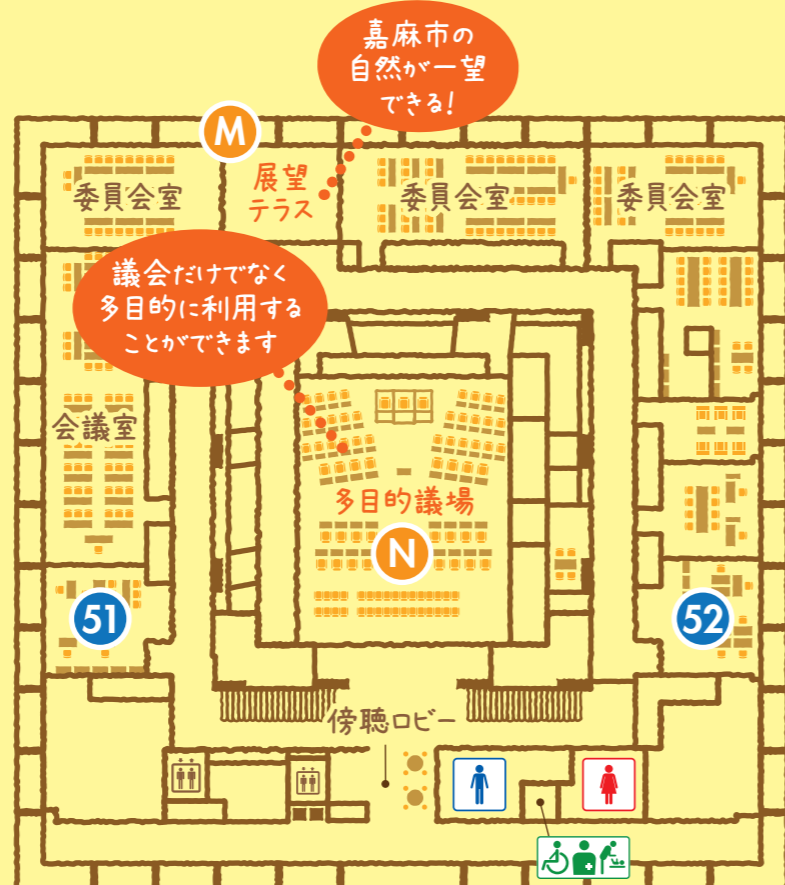 嘉麻市の
自然が一望
できる!
M
展望
テラス
委員会室
委員会室
委員会室
議会だけでなく
多目的に利用する
ことができます
会議室
多目的議場
N
51
52
傍聴ロビー